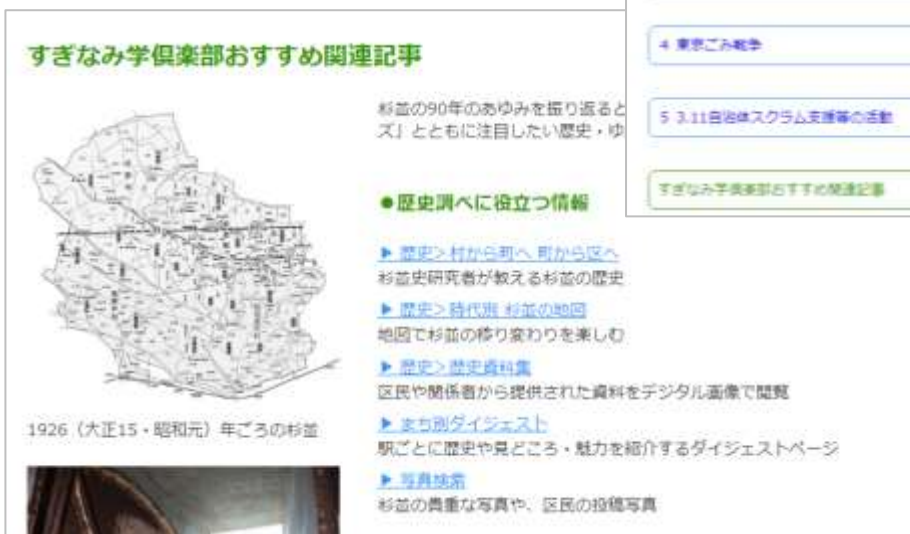 すぎなみ学倶楽部おすすめ関連記事
杉並の90年のあゆみを振り返ると
ズ」とともに注目したい歴史・ゆ
●歴史調べに役立つ情報
▶ 歴史>村から町へ 町から区へ
杉並史研究者が教える杉並の歴史
▶ 歴史>時代別 杉並の地図
地図で杉並の移り変わりを楽しむ
▶ 歴史>歴史資料集
区民や関係者から提供された資料をデジタル画像で閲覧
▶ まち別ダイジェスト
駅ごとに歴史や見どころ・魅力を紹介するダイジェストページ
▶ 写真検索
杉並の貴重な写真や、区民の投稿写真
1926(大正15・昭和元)年ごろの杉並
4 東京ごみ戦争
5 3.11自治体スクラム支援等の活動
すぎなみ学倶楽部おすすめ関連記事